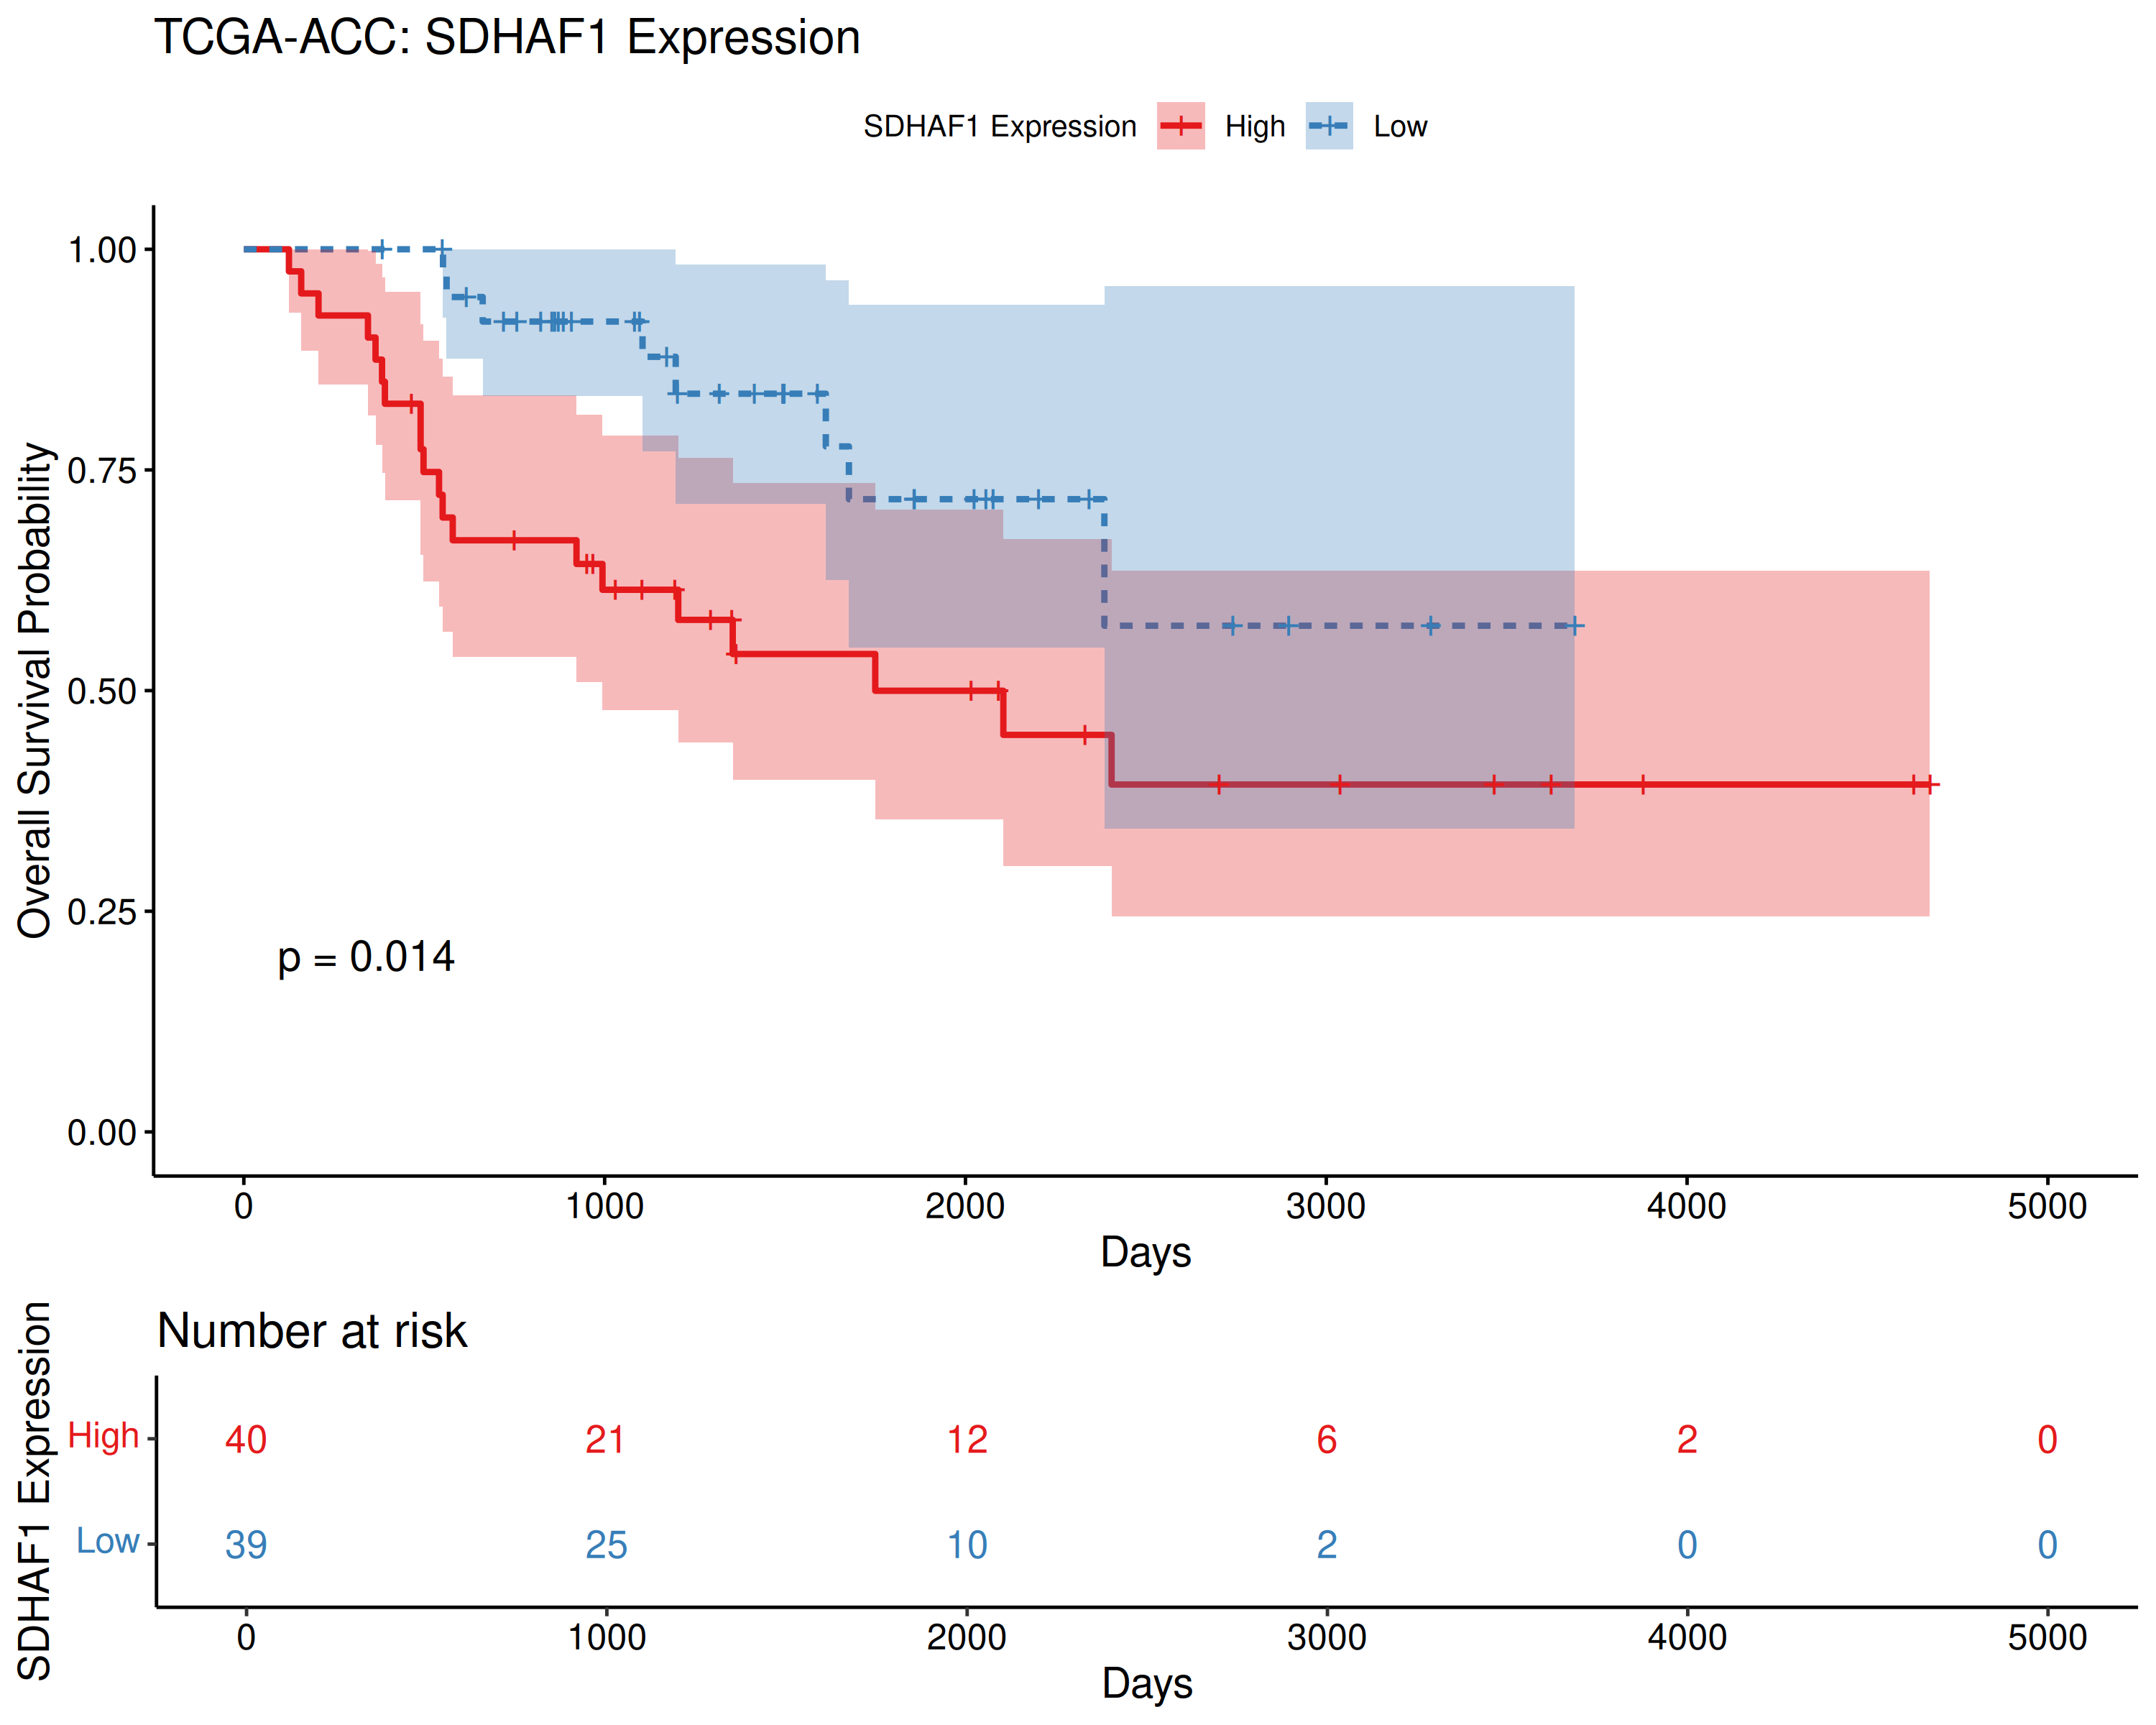 TCGA-ACC: SDHAF1 Expression
SDHAF1 Expression High Low
Overall Survival Probability
1.00
0.75
0.50
0.25
0.00
p = 0.014
0 1000 2000 3000 4000 5000
Days
Number at risk
SDHAF1 Expression
High 40 21 12 6 2 0
Low 39 25 10 2 0 0
0 1000 2000 3000 4000 5000
Days